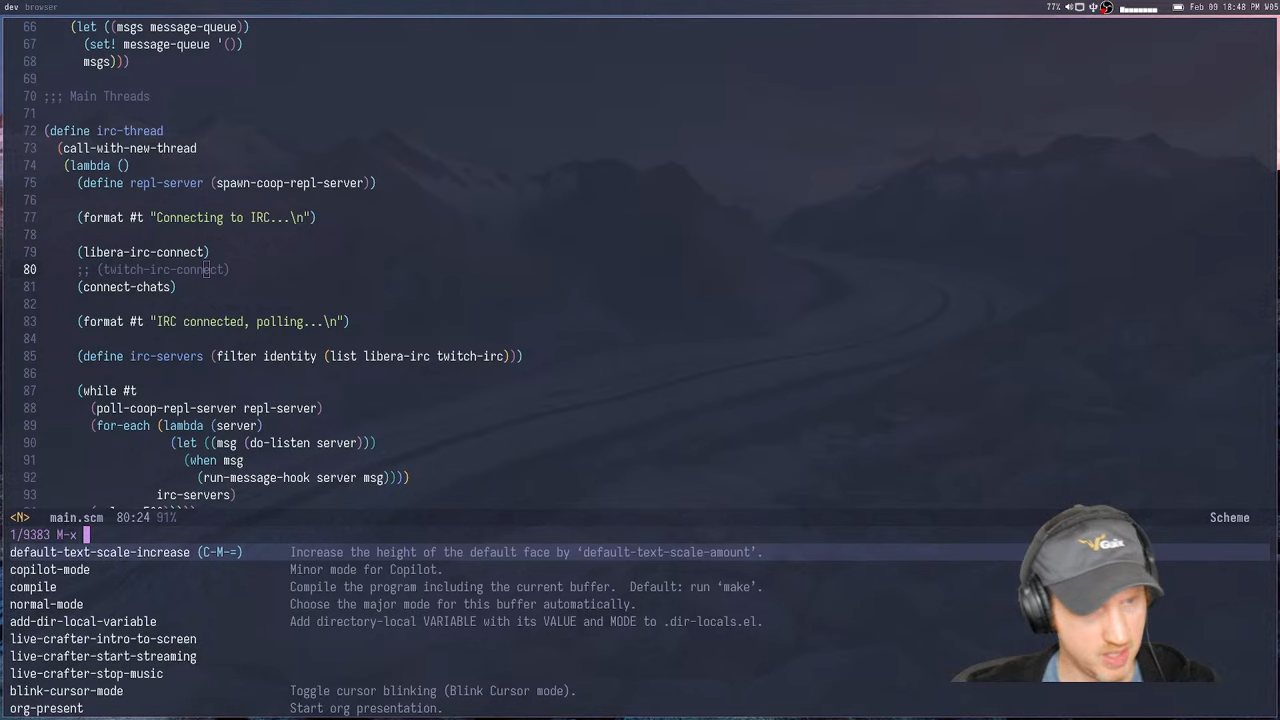 dev browser
77% Feb 09 18:48 PM W05
66 (let ((msgs message-queue))
67 (set! message-queue '())
68 msgs)))
69
70 ;;; Main Threads
71
72 (define irc-thread
73 (call-with-new-thread
74 (lambda ()
75 (define repl-server (spawn-coop-repl-server))
76
77 (format #t "Connecting to IRC...\n")
78
79 (libera-irc-connect)
80 ;; (twitch-irc-connect)
81 (connect-chats)
82
83 (format #t "IRC connected, polling...\n")
84
85 (define irc-servers (filter identity (list libera-irc twitch-irc)))
86
87 (while #t
88 (poll-coop-repl-server repl-server)
89 (for-each (lambda (server)
90 (let ((msg (do-listen server)))
91 (when msg
92 (run-message-hook server msg))))
93 irc-servers)
<N> main.scm 80:24 91% Scheme
1/9383 M-x
default-text-scale-increase (C-M-=) Increase the height of the default face by ‘default-text-scale-amount’.
copilot-mode Minor mode for Copilot.
compile Compile the program including the current buffer. Default: run ‘make’.
normal-mode Choose the major mode for this buffer automatically.
add-dir-local-variable Add directory-local VARIABLE with its VALUE and MODE to .dir-locals.el.
live-crafter-intro-to-screen
live-crafter-start-streaming
live-crafter-stop-music
blink-cursor-mode Toggle cursor blinking (Blink Cursor mode).
org-present Start org presentation.
Guix